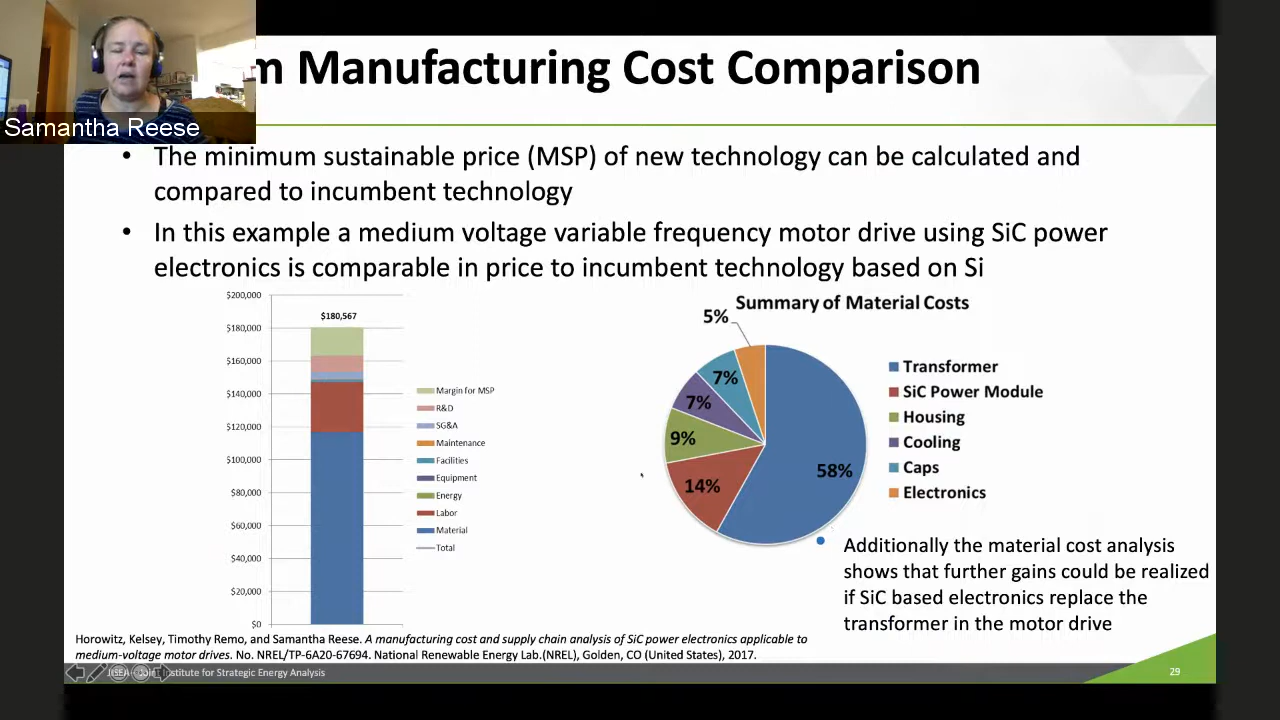 m Manufacturing Cost Comparison
Samantha Reese
• The minimum sustainable price (MSP) of new technology can be calculated and
compared to incumbent technology
• In this example a medium voltage variable frequency motor drive using SiC power
electronics is comparable in price to incumbent technology based on Si
$200,000
$180,000
$160,000
$140,000
$120,000
$100,000
$80,000
$60,000
$40,000
$20,000
$0
$180,567
Margin for MSP
R&D
SG&A
Maintenance
Facilities
Equipment
Energy
Labor
Material
Total
Summary of Material Costs
5%
7%
7%
9%
14%
58%
Transformer
SiC Power Module
Housing
Cooling
Caps
Electronics
• Additionally the material cost analysis
shows that further gains could be realized
if SiC based electronics replace the
transformer in the motor drive
Horowitz, Kelsey, Timothy Remo, and Samantha Reese. A manufacturing cost and supply chain analysis of SiC power electronics applicable to
medium-voltage motor drives. No. NREL/TP-6A20-67694. National Renewable Energy Lab.(NREL), Golden, CO (United States), 2017.
JISEA—Joint Institute for Strategic Energy Analysis
29